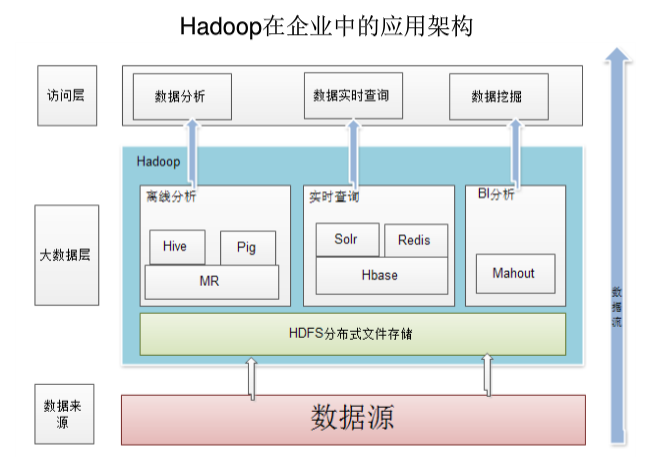 Hadoop在企业中的应用架构
访问层
数据分析
数据实时查询
数据挖掘
Hadoop
离线分析
实时查询
BI分析
大数据层
Hive
Pig
MR
Solr
Redis
Hbase
Mahout
HDFS分布式文件存储
数据流
数据来
源
数据源